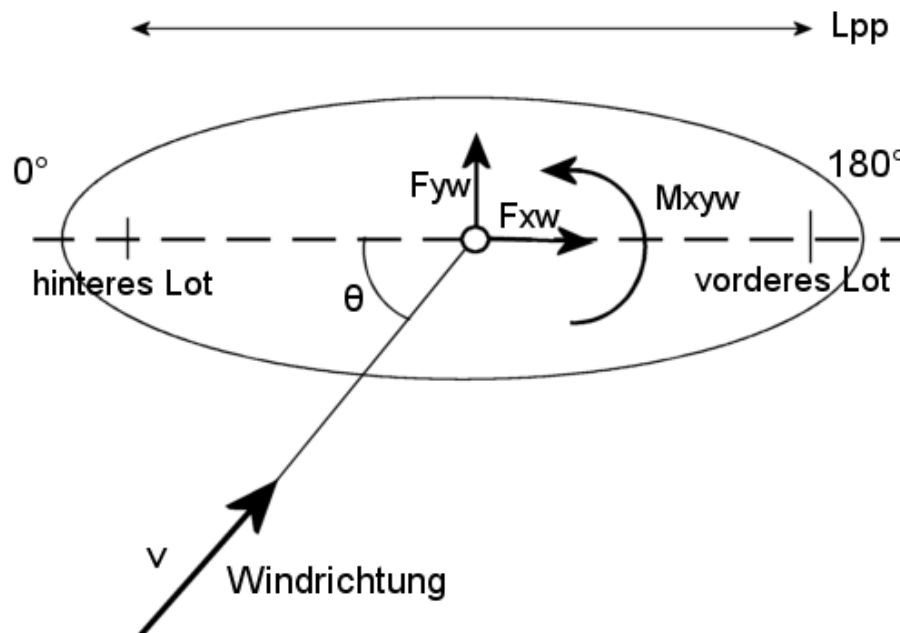 Lpp
0°
180°
Fyw
Fxw
Mxyw
hinteres Lot
vorderes Lot
θ
v
Windrichtung